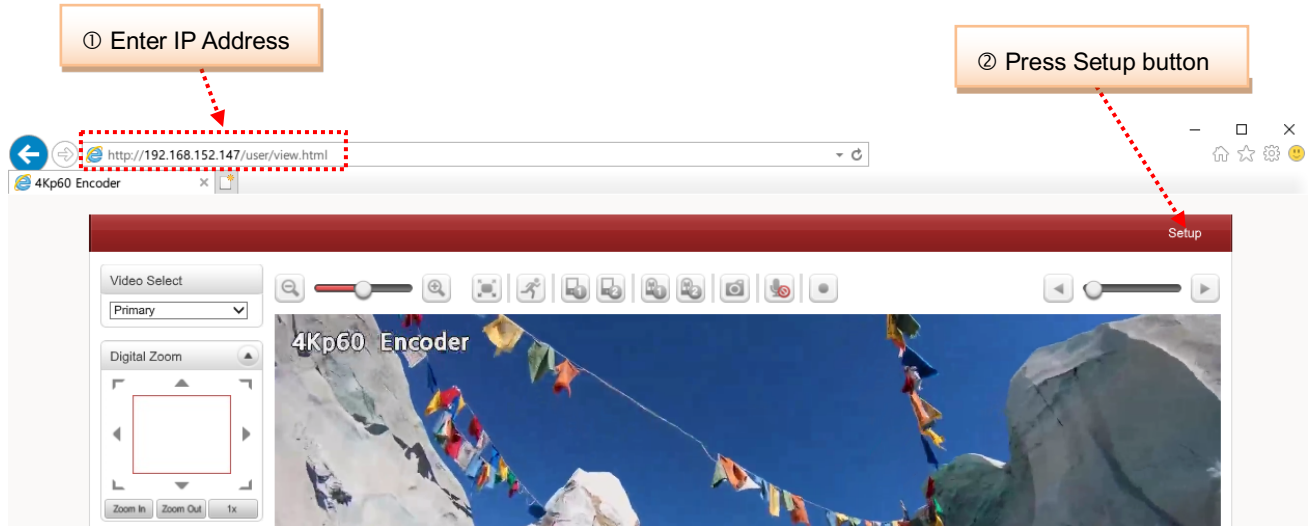 ① Enter IP Address
② Press Setup button
http://192.168.152.147/user/view.html
4Kp60 Encoder
Setup
Video Select
Primary
Digital Zoom
Zoom In Zoom Out 1x
4Kp60 Encoder